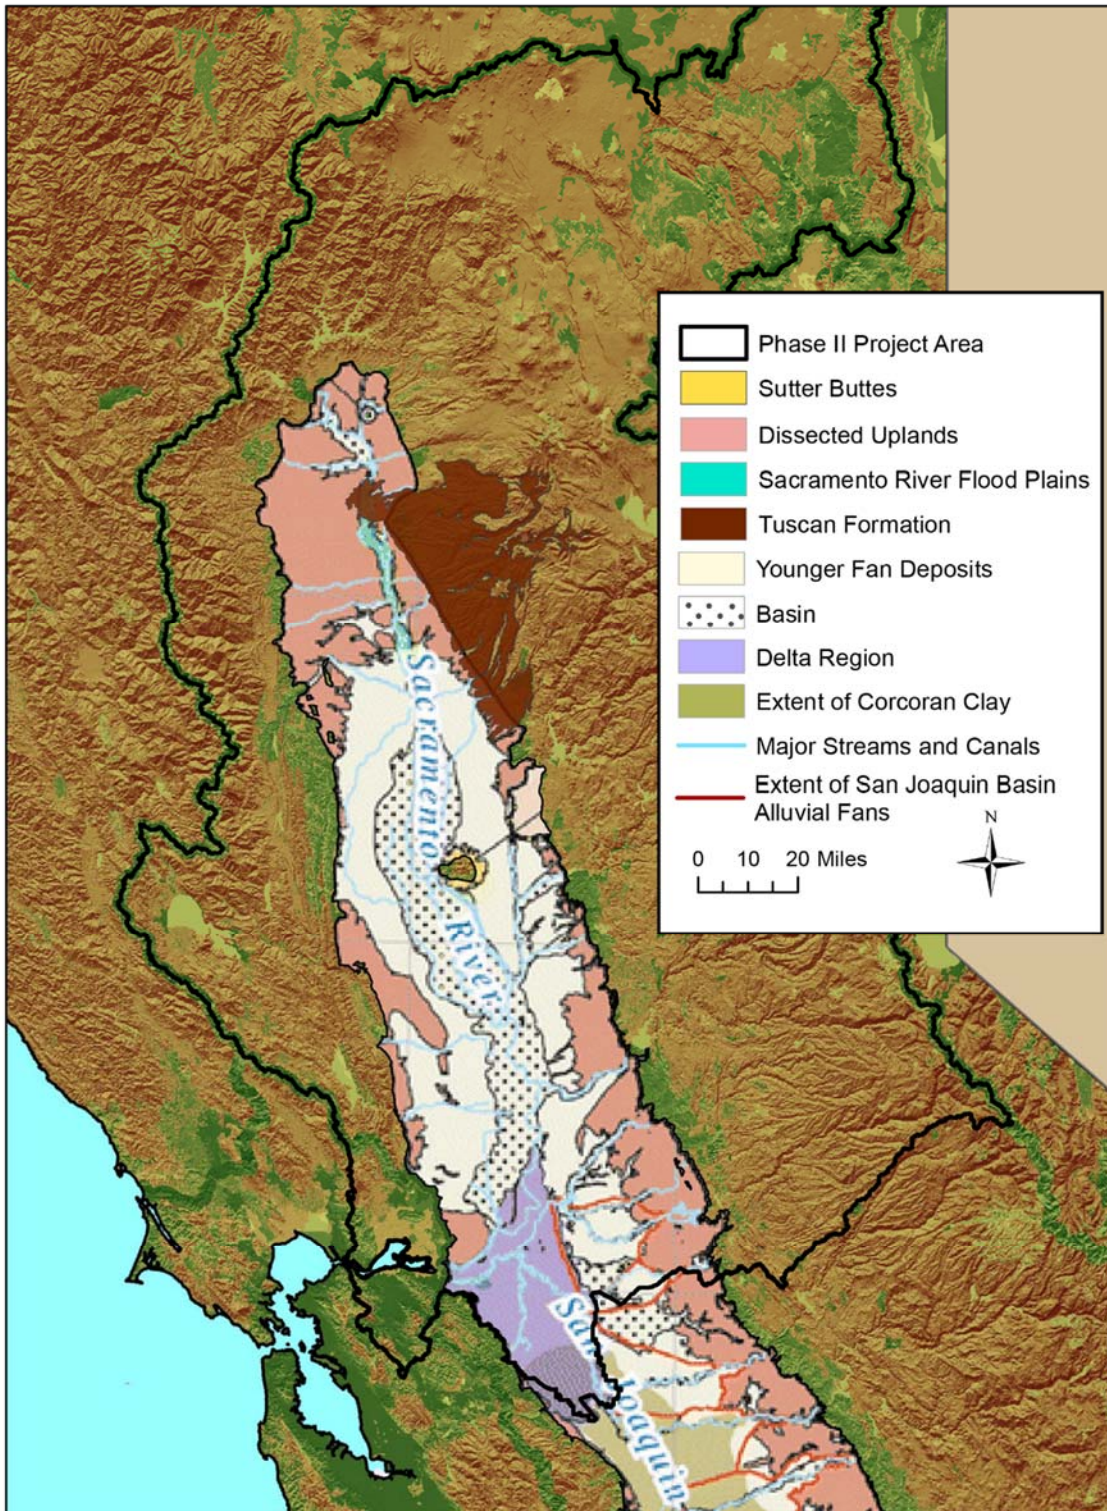 Phase II Project Area
Sutter Buttes
Dissected Uplands
Sacramento River Flood Plains
Tuscan Formation
Younger Fan Deposits
Basin
Delta Region
Extent of Corcoran Clay
Major Streams and Canals
Extent of San Joaquin Basin
Alluvial Fans
N
0 10 20 Miles
Sacramento
River
San
Joaquin